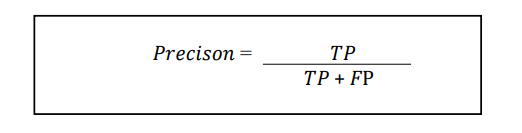 Precison = TP
TP + FP